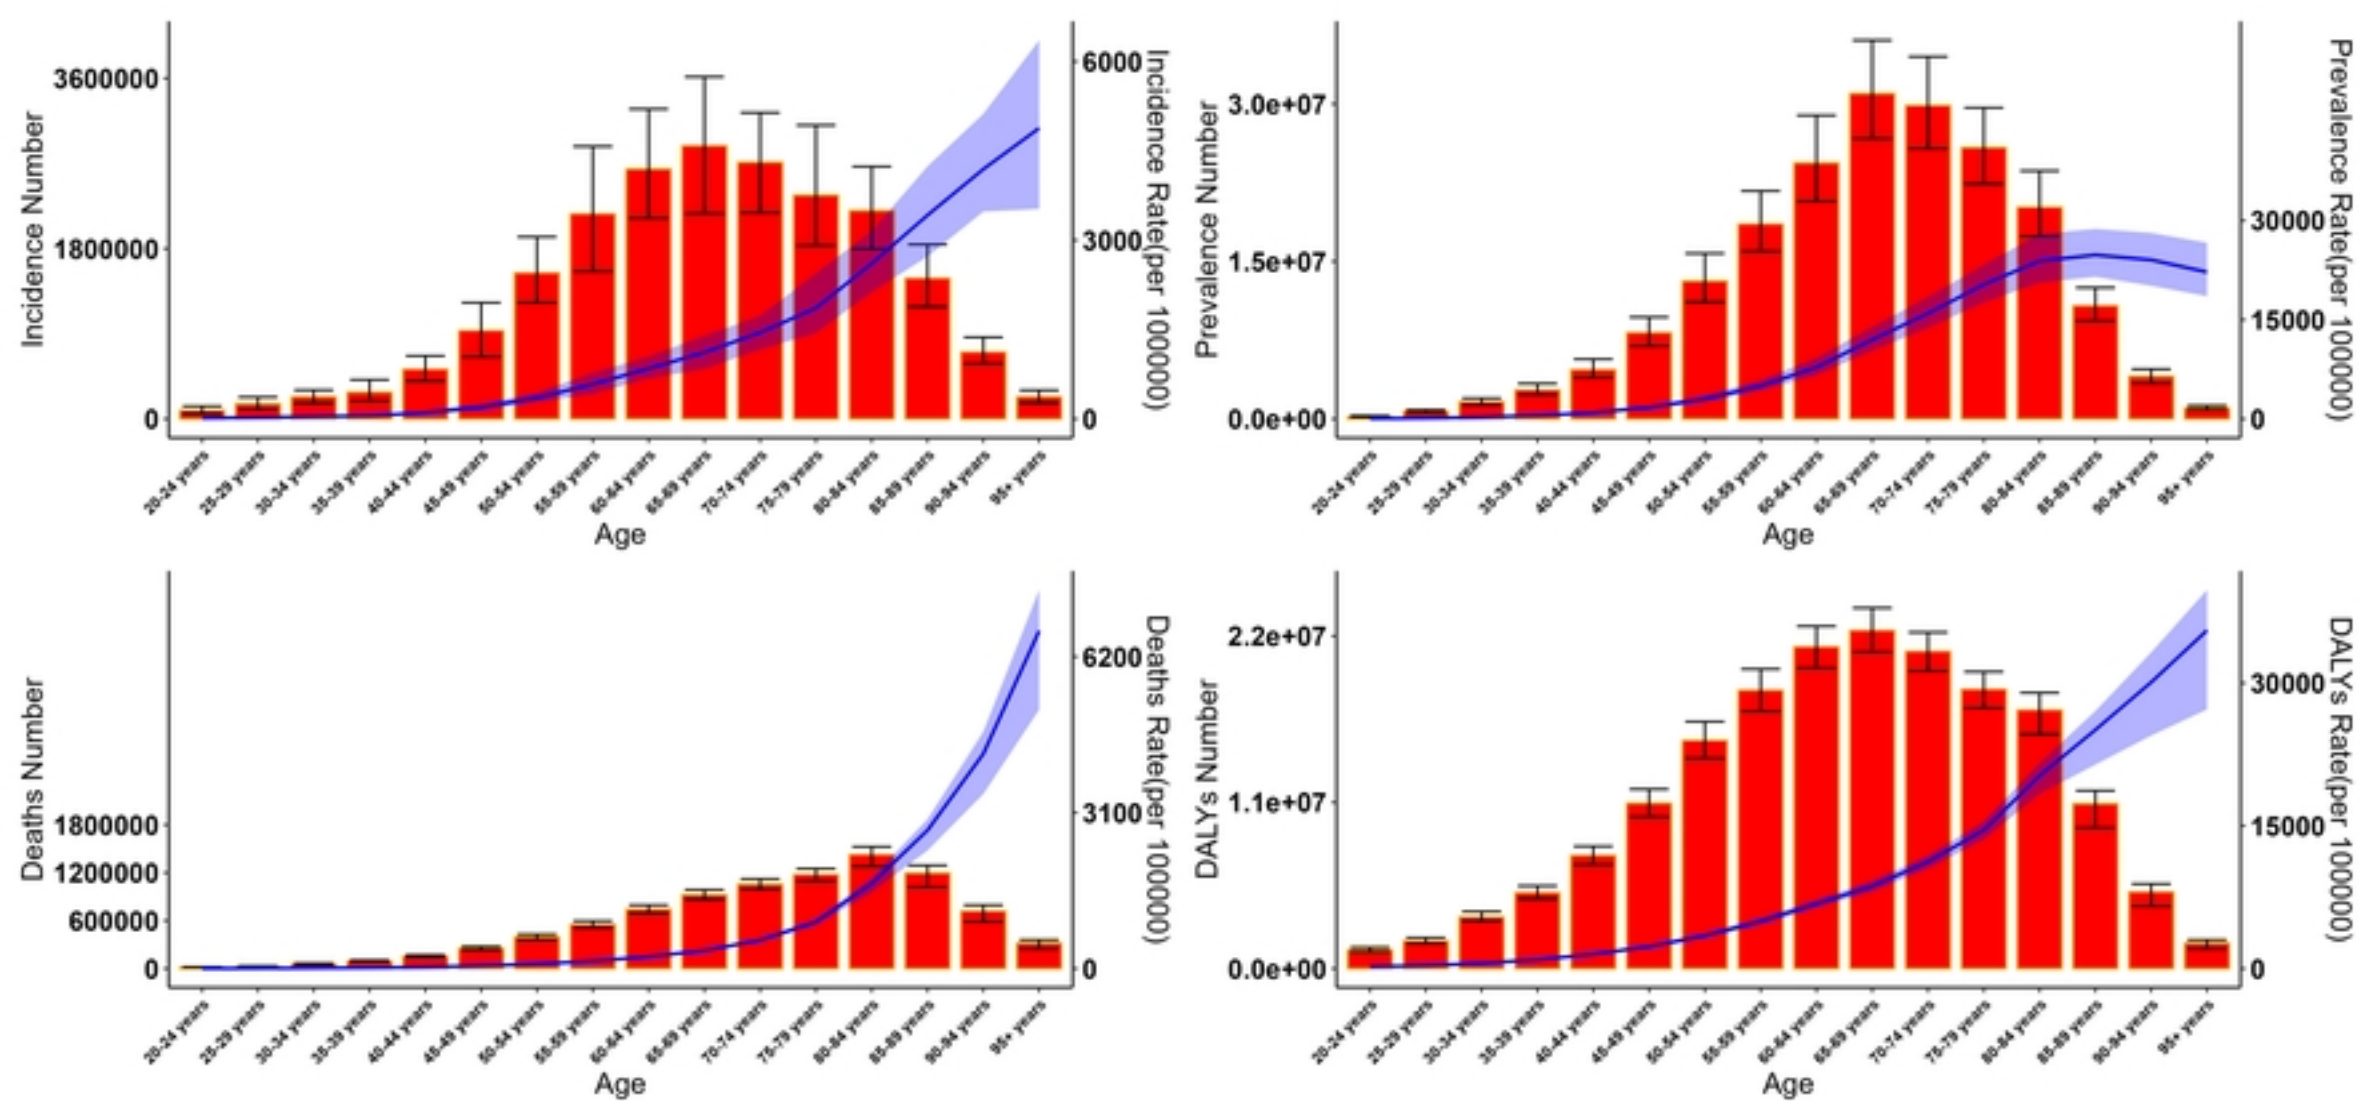 Incidence Number
3600000
1800000
0
6000
3000
0
Incidence Rate(per 100000)
20-24 years
25-29 years
30-34 years
35-39 years
40-44 years
45-49 years
50-54 years
55-59 years
60-64 years
65-69 years
70-74 years
75-79 years
80-84 years
85-89 years
90-94 years
95+ years
Age
Prevalence Number
3.0e+07
1.5e+07
0.0e+00
30000
15000
0
Prevalence Rate(per 100000)
20-24 years
25-29 years
30-34 years
35-39 years
40-44 years
45-49 years
50-54 years
55-59 years
60-64 years
65-69 years
70-74 years
75-79 years
80-84 years
85-89 years
90-94 years
95+ years
Age
Deaths Number
1800000
1200000
600000
0
6200
3100
0
Deaths Rate(per 100000)
20-24 years
25-29 years
30-34 years
35-39 years
40-44 years
45-49 years
50-54 years
55-59 years
60-64 years
65-69 years
70-74 years
75-79 years
80-84 years
85-89 years
90-94 years
95+ years
Age
DALYs Number
2.2e+07
1.1e+07
0.0e+00
30000
15000
0
DALYs Rate(per 100000)
20-24 years
25-29 years
30-34 years
35-39 years
40-44 years
45-49 years
50-54 years
55-59 years
60-64 years
65-69 years
70-74 years
75-79 years
80-84 years
85-89 years
90-94 years
95+ years
Age